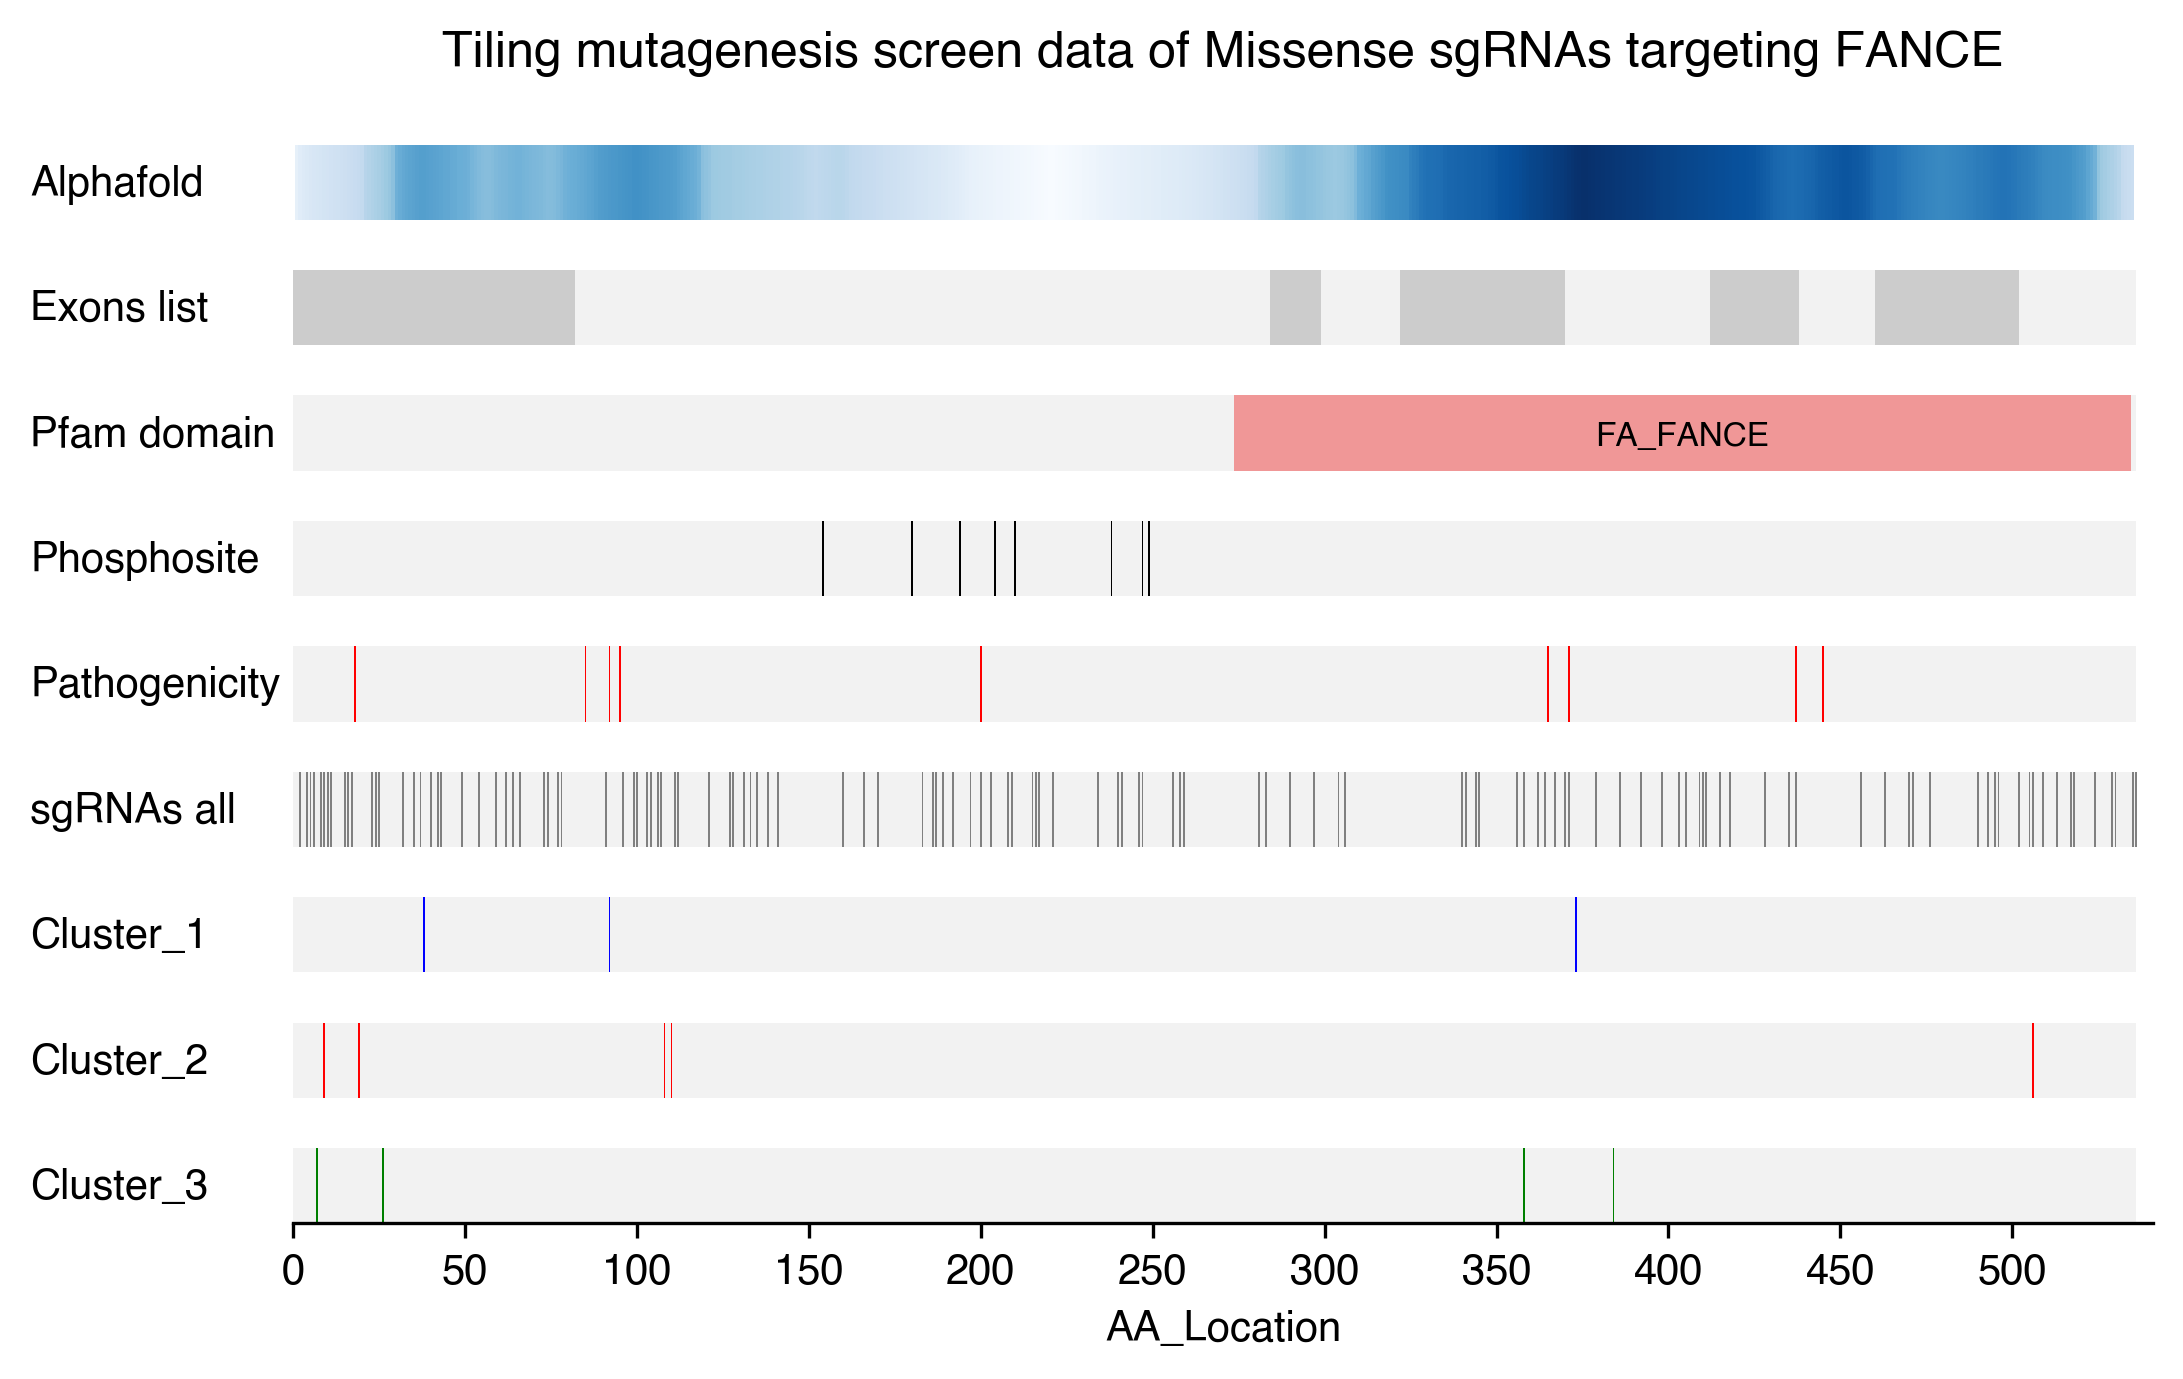 Tiling mutagenesis screen data of Missense sgRNAs targeting FANCE
Alphafold
Exons list
Pfam domain
FA_FANCE
Phosphosite
Pathogenicity
sgRNAs all
Cluster_1
Cluster_2
Cluster_3
0 50 100 150 200 250 300 350 400 450 500
AA_Location